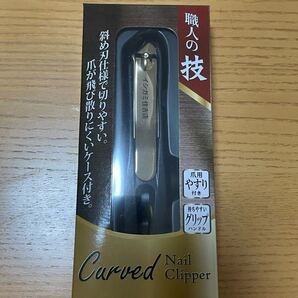 職人の技
斜め刃仕様で切りやすい。
爪が飛び散りにくいケース付き。
爪用
やすり
付き
持ちやすい
グリップ
ハンドル
Curved Nail
Clipper